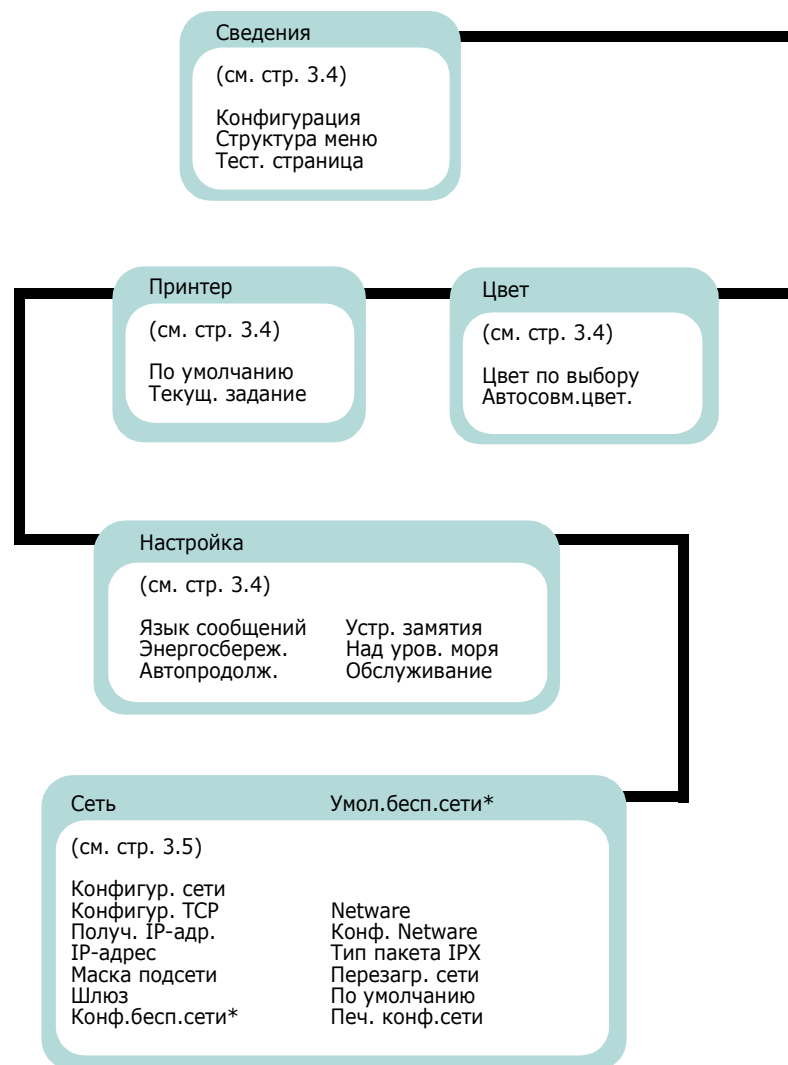 Сведения
(см. стр. 3.4)
Конфигурация
Структура меню
Тест. страница
Принтер
(см. стр. 3.4)
По умолчанию
Текущ. задание
Цвет
(см. стр. 3.4)
Цвет по выбору
Автосовм.цвет.
Настройка
(см. стр. 3.4)
Язык сообщений
Энергосбереж.
Автопродолж.
Устр. замятия
Над уров. моря
Обслуживание
Сеть
(см. стр. 3.5)
Конфигур. сети
Конфигур. TCP
Получ. IP-адр.
IP-адрес
Маска подсети
Шлюз
Конф.бесп.сети*
Умол.бесп.сети*
Netware
Конф. Netware
Тип пакета IPX
Перезагр. сети
По умолчанию
Печ. конф.сети